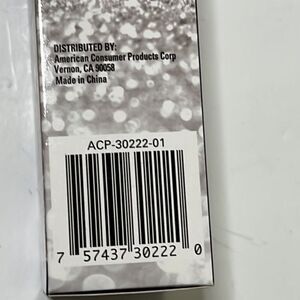 DISTRIBUTED BY:
American Consumer Products Corp
Vernon, CA 90058
Made in China
ACP-30222-01
7 57437 30222 0